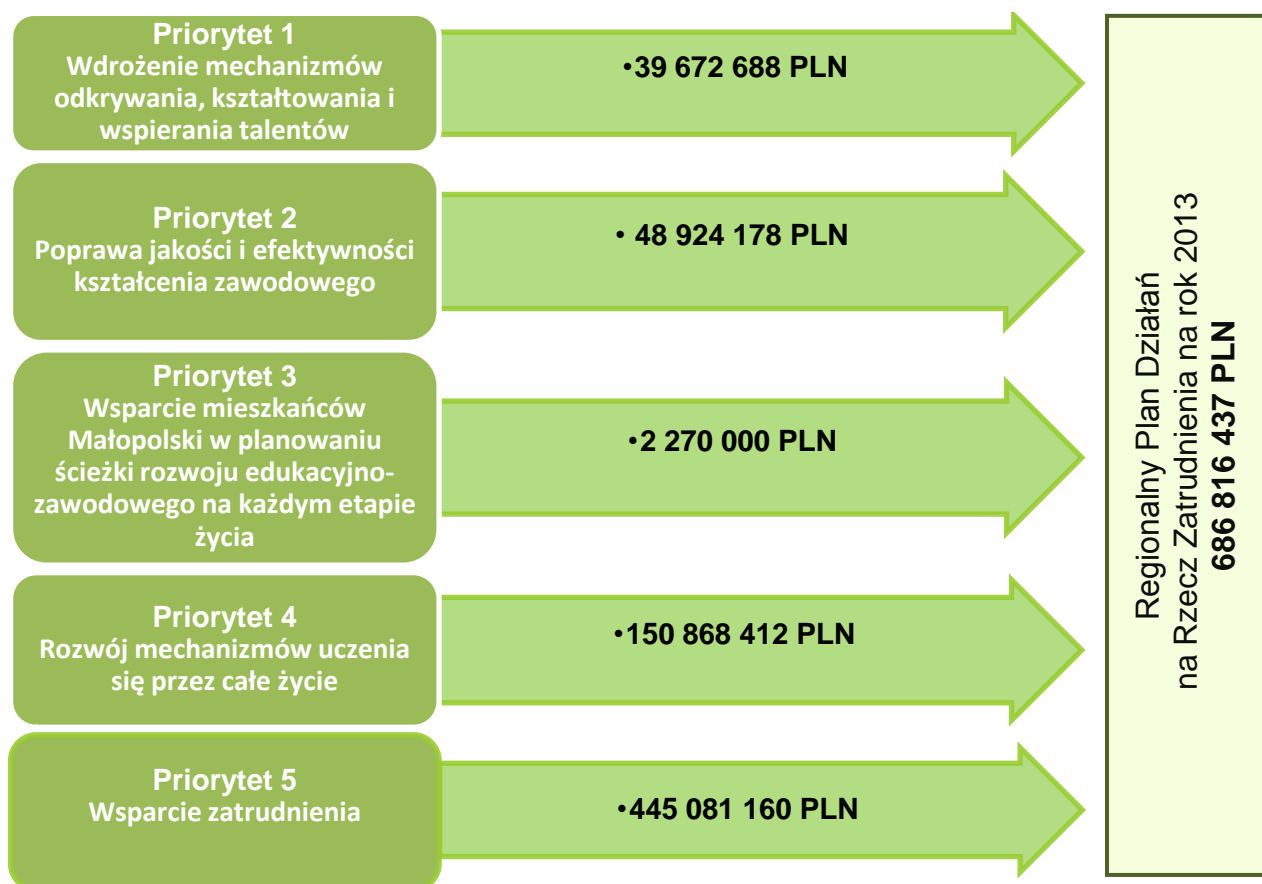 Priorytet 1
Wdrożenie mechanizmów
odkrywania, kształtowania i
wspierania talentów
•39 672 688 PLN
Priorytet 2
Poprawa jakości i efektywności
kształcenia zawodowego
• 48 924 178 PLN
Priorytet 3
Wsparcie mieszkańców
Małopolski w planowaniu
ścieżki rozwoju edukacyjno-
zawodowego na każdym etapie
życia
•2 270 000 PLN
Priorytet 4
Rozwój mechanizmów uczenia
się przez całe życie
•150 868 412 PLN
Priorytet 5
Wsparcie zatrudnienia
•445 081 160 PLN
Regionalny Plan Działań
na Rzecz Zatrudnienia na rok 2013
686 816 437 PLN